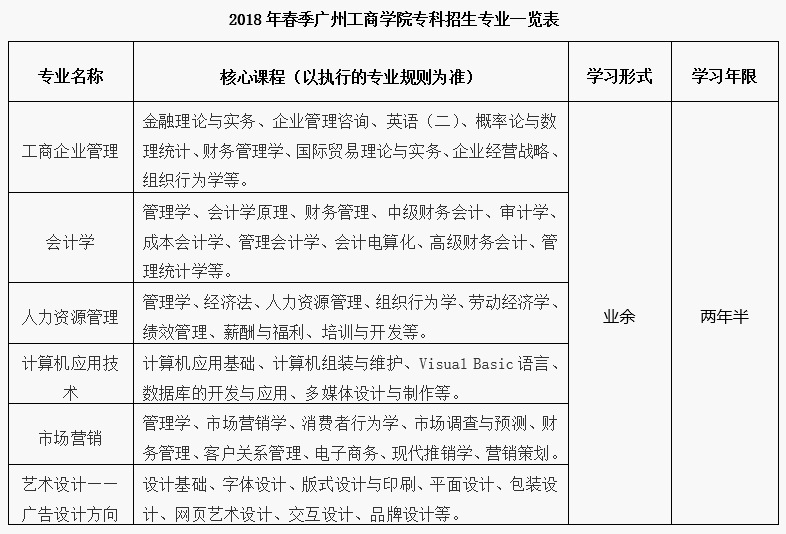 2018年春季广州工商学院专科招生专业一览表
专业名称
核心课程（以执行的专业规则为准）
学习形式
学习年限
工商企业管理
金融理论与实务、企业管理咨询、英语（二）、概率论与数
理统计、财务管理学、国际贸易理论与实务、企业经营战略、
组织行为学等。
会计学
管理学、会计学原理、财务管理、中级财务会计、审计学、
成本会计学、管理会计学、会计电算化、高级财务会计、管
理统计学等。
人力资源管理
管理学、经济法、人力资源管理、组织行为学、劳动经济学、
绩效管理、薪酬与福利、培训与开发等。
业余
两年半
计算机应用技
术
计算机应用基础、计算机组装与维护、Visual Basic语言、
数据库的开发与应用、多媒体设计与制作等。
市场营销
管理学、市场营销学、消费者行为学、市场调查与预测、财
务管理、客户关系管理、电子商务、现代推销学、营销策划。
艺术设计——
广告设计方向
设计基础、字体设计、版式设计与印刷、平面设计、包装设
计、网页艺术设计、交互设计、品牌设计等。